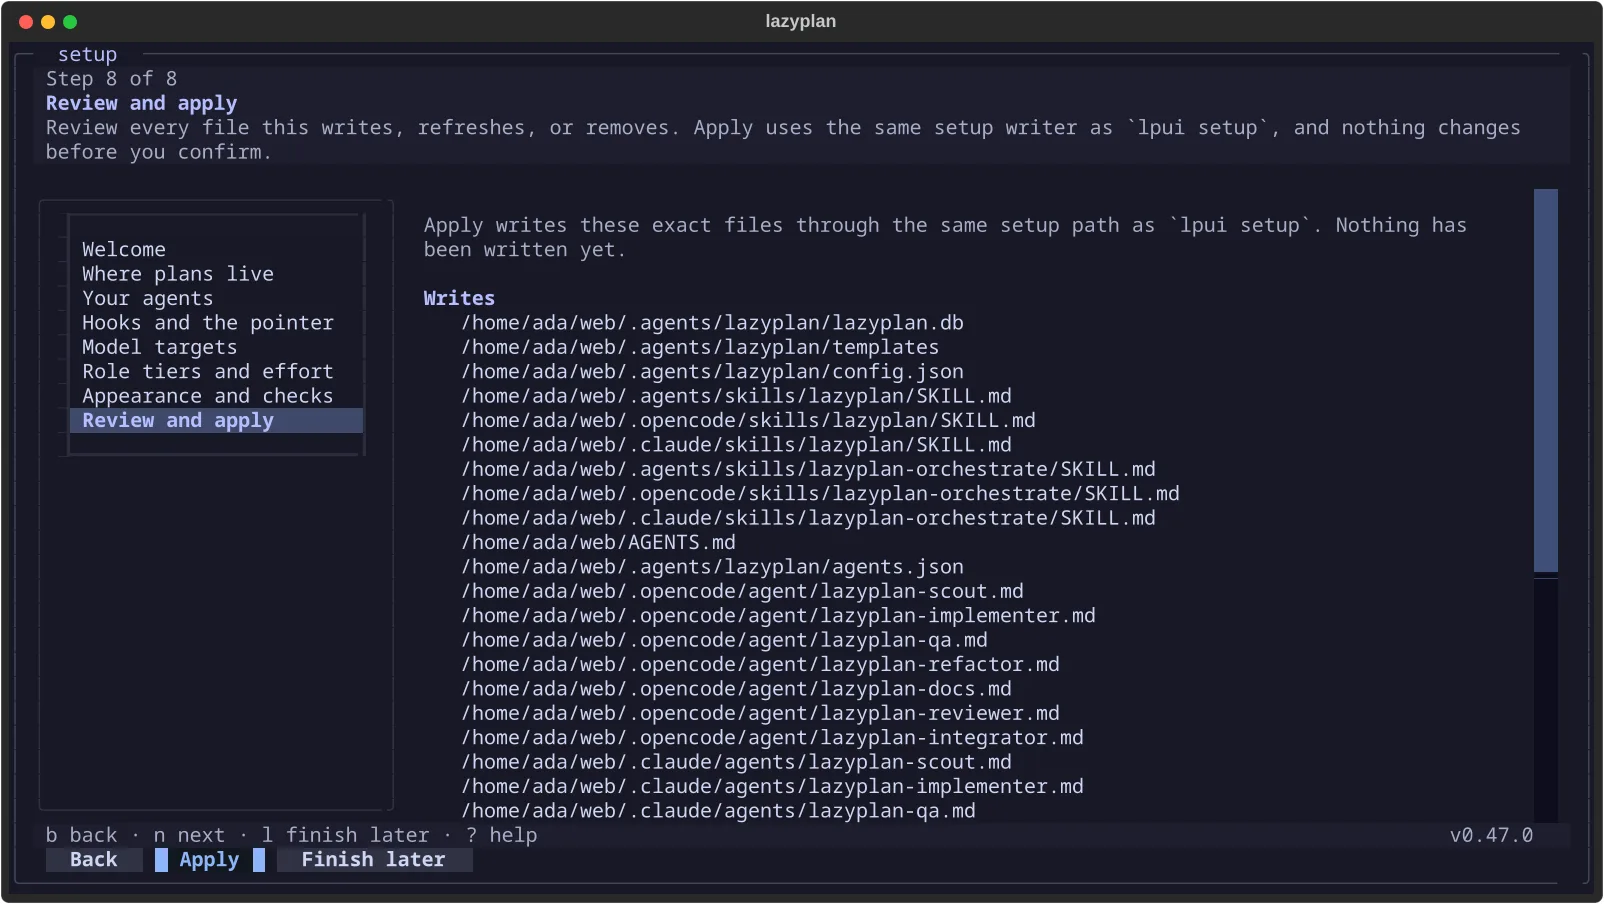 lazyplan
setup
Step 8 of 8
Review and apply
Review every file this writes, refreshes, or removes. Apply uses the same setup writer as `lpui setup`, and nothing changes
before you confirm.
Welcome
Where plans live
Your agents
Hooks and the pointer
Model targets
Role tiers and effort
Appearance and checks
Review and apply
Apply writes these exact files through the same setup path as `lpui setup`. Nothing has
been written yet.
Writes
/home/ada/web/.agents/lazyplan/lazyplan.db
/home/ada/web/.agents/lazyplan/templates
/home/ada/web/.agents/lazyplan/config.json
/home/ada/web/.agents/skills/lazyplan/SKILL.md
/home/ada/web/.opencode/skills/lazyplan/SKILL.md
/home/ada/web/.claude/skills/lazyplan/SKILL.md
/home/ada/web/.agents/skills/lazyplan-orchestrate/SKILL.md
/home/ada/web/.opencode/skills/lazyplan-orchestrate/SKILL.md
/home/ada/web/.claude/skills/lazyplan-orchestrate/SKILL.md
/home/ada/web/AGENTS.md
/home/ada/web/.agents/lazyplan/agents.json
/home/ada/web/.opencode/agent/lazyplan-scout.md
/home/ada/web/.opencode/agent/lazyplan-implementer.md
/home/ada/web/.opencode/agent/lazyplan-qa.md
/home/ada/web/.opencode/agent/lazyplan-refactor.md
/home/ada/web/.opencode/agent/lazyplan-docs.md
/home/ada/web/.opencode/agent/lazyplan-reviewer.md
/home/ada/web/.opencode/agent/lazyplan-integrator.md
/home/ada/web/.claude/agents/lazyplan-scout.md
/home/ada/web/.claude/agents/lazyplan-implementer.md
/home/ada/web/.claude/agents/lazyplan-qa.md
b back · n next · l finish later · ? help
v0.47.0
Back
Apply
Finish later